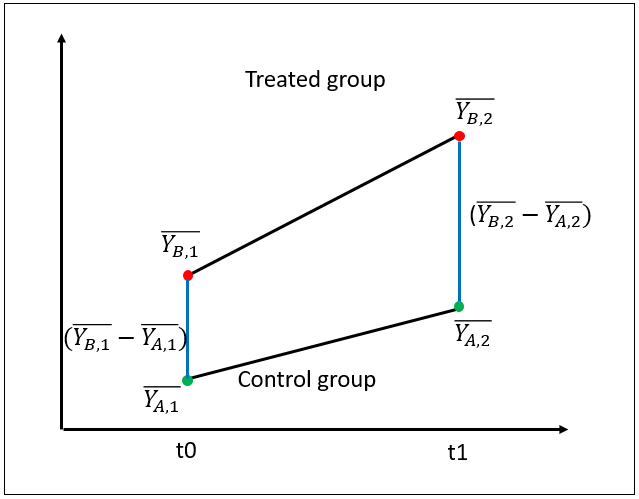 Treated group
$\overline{Y_{B,2}}$
$\overline{Y_{B,1}}$
$(\overline{Y_{B,2}} - \overline{Y_{A,2}})$
$(\overline{Y_{B,1}} - \overline{Y_{A,1}})$
$\overline{Y_{A,2}}$
Control group
$\overline{Y_{A,1}}$
t0
t1